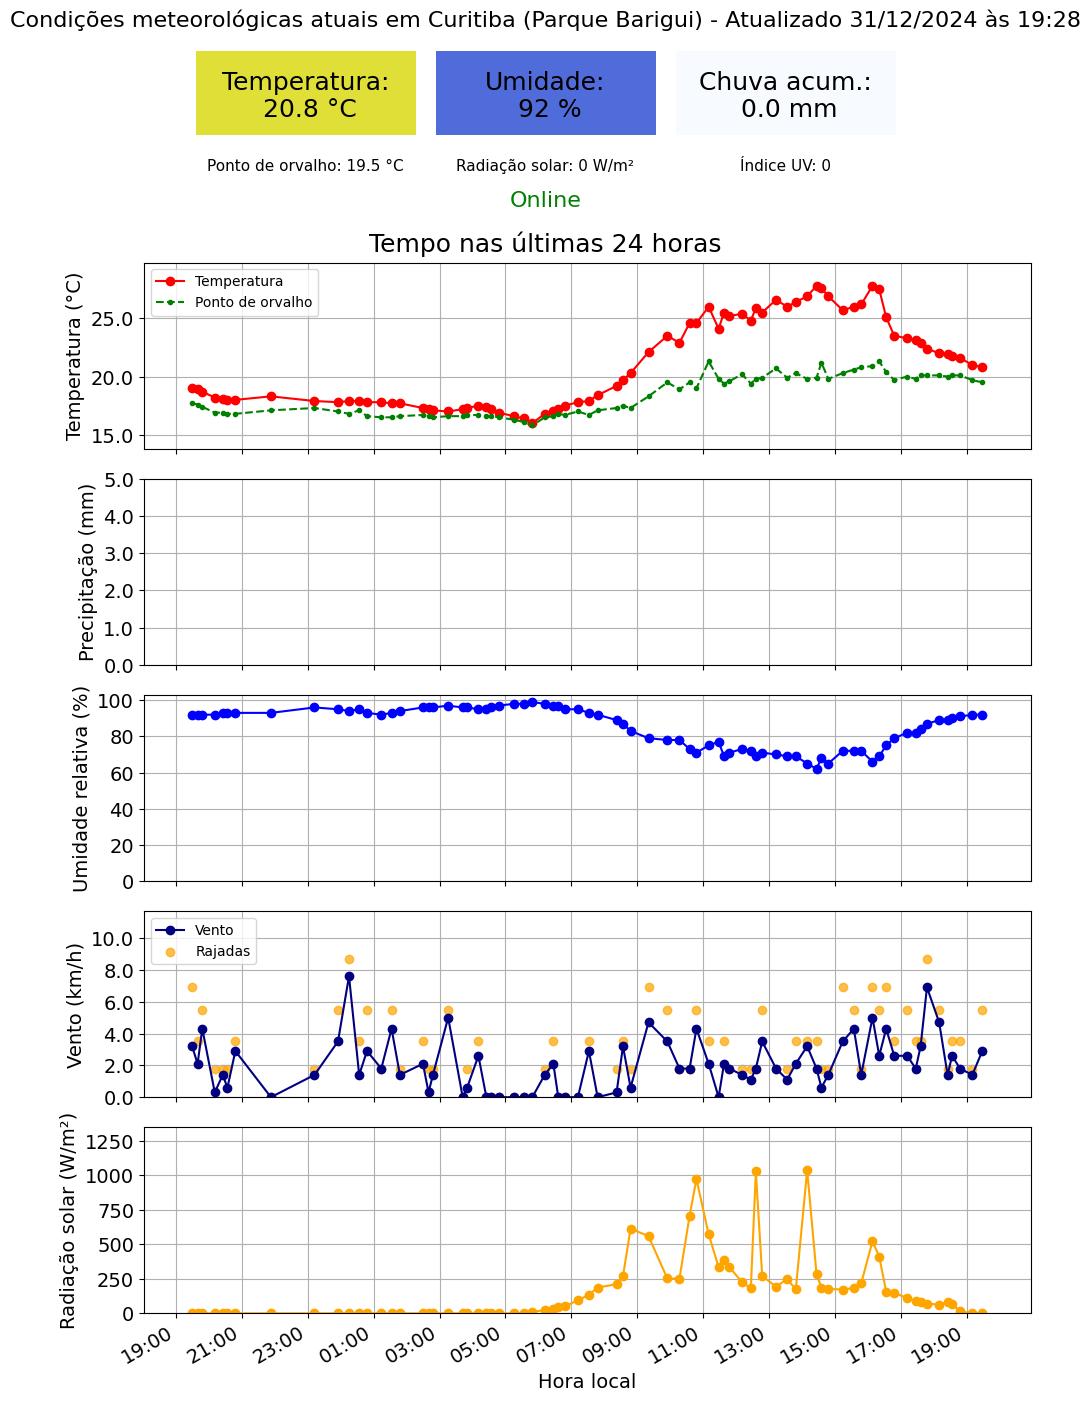 Condições meteorológicas atuais em Curitiba (Parque Barigui) - Atualizado 31/12/2024 às 19:28
Temperatura:
20.8 °C
Umidade:
92 %
Chuva acum.:
0.0 mm
Ponto de orvalho: 19.5 °C
Radiação solar: 0 W/m²
Índice UV: 0
Online
Tempo nas últimas 24 horas
Temperatura (°C)
25.0
20.0
15.0
Temperatura
Ponto de orvalho
Precipitação (mm)
5.0
4.0
3.0
2.0
1.0
0.0
Umidade relativa (%)
100
80
60
40
20
0
Vento (km/h)
10.0
8.0
6.0
4.0
2.0
0.0
Vento
Rajadas
Radiação solar (W/m²)
1250
1000
750
500
250
0
19:00
21:00
23:00
01:00
03:00
05:00
07:00
09:00
11:00
13:00
15:00
17:00
19:00
Hora local